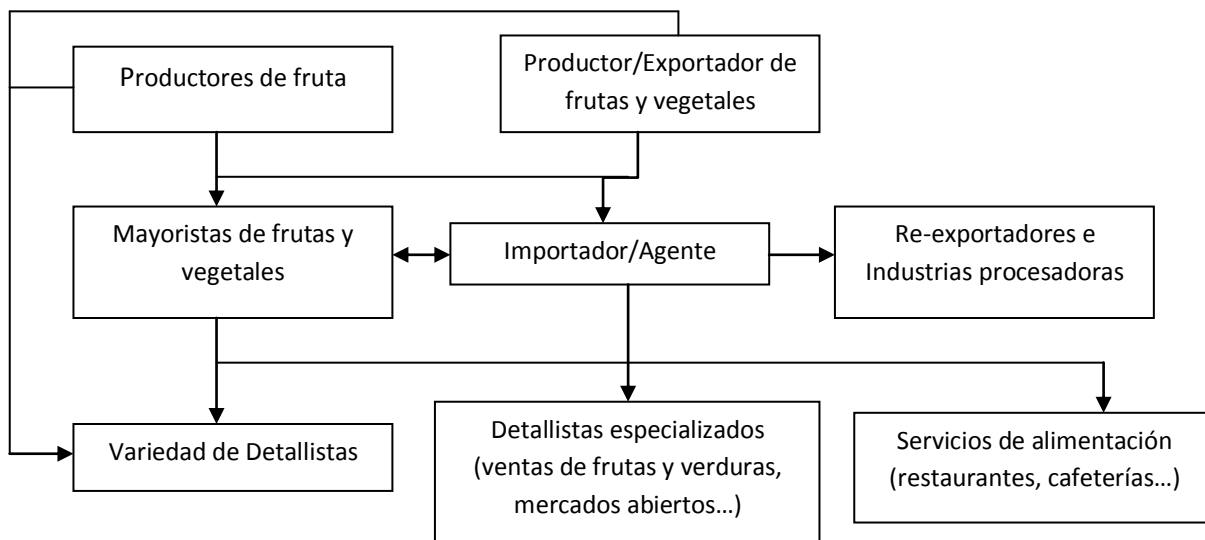 Productores de fruta
Productor/Exportador de
frutas y vegetales
Mayoristas de frutas y
vegetales
Importador/Agente
Re-exportadores e
Industrias procesadoras
Variedad de Detallistas
Detallistas especializados
(ventas de frutas y verduras,
mercados abiertos…)
Servicios de alimentación
(restaurantes, cafeterías…)